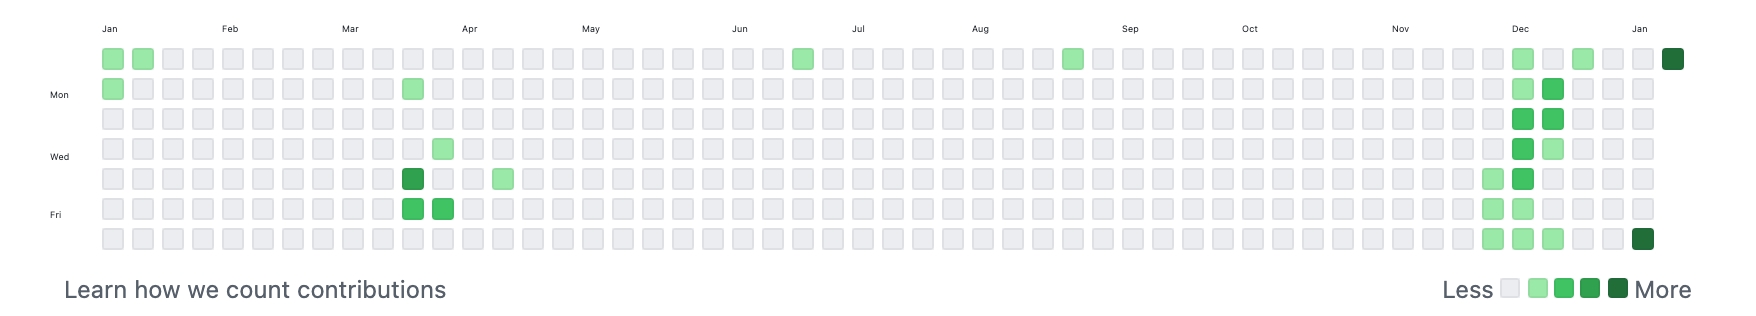 Jan Feb Mar Apr May Jun Jul Aug Sep Oct Nov Dec Jan
Mon
Wed
Fri
Learn how we count contributions
Less More